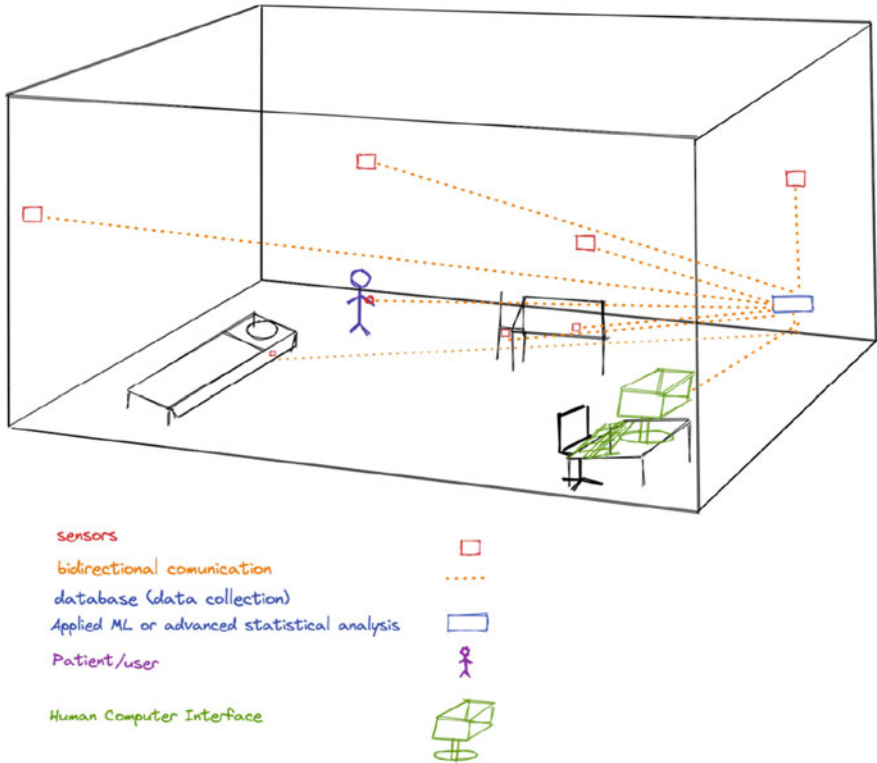 sensors
bidirectional comunication
database (data collection)
Applied ML or advanced statistical analysis
Patient/user
Human Computer Interface